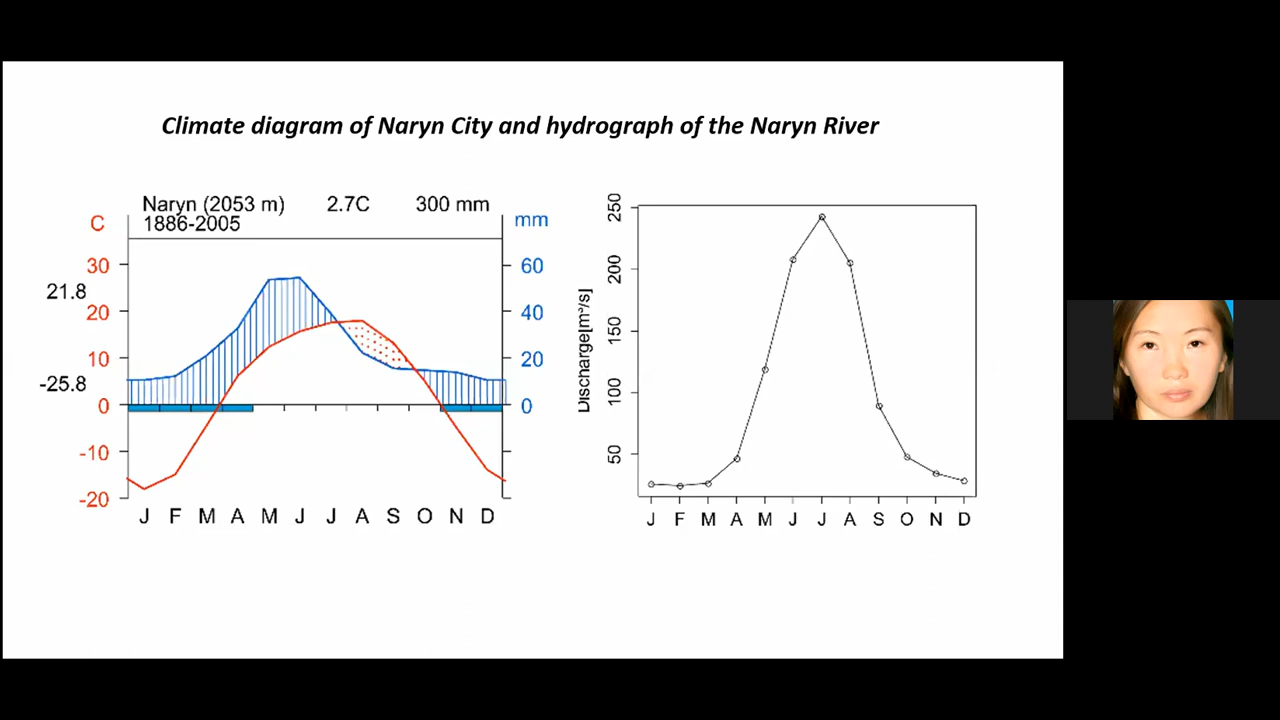 Climate diagram of Naryn City and hydrograph of the Naryn River
Naryn (2053 m) 2.7C 300 mm
1886-2005
C
mm
30
20
10
0
-10
-20
21.8
-25.8
60
40
20
0
J F M A M J J A S O N D
Discharge[m³/s]
250
200
150
100
50
J F M A M J J A S O N D